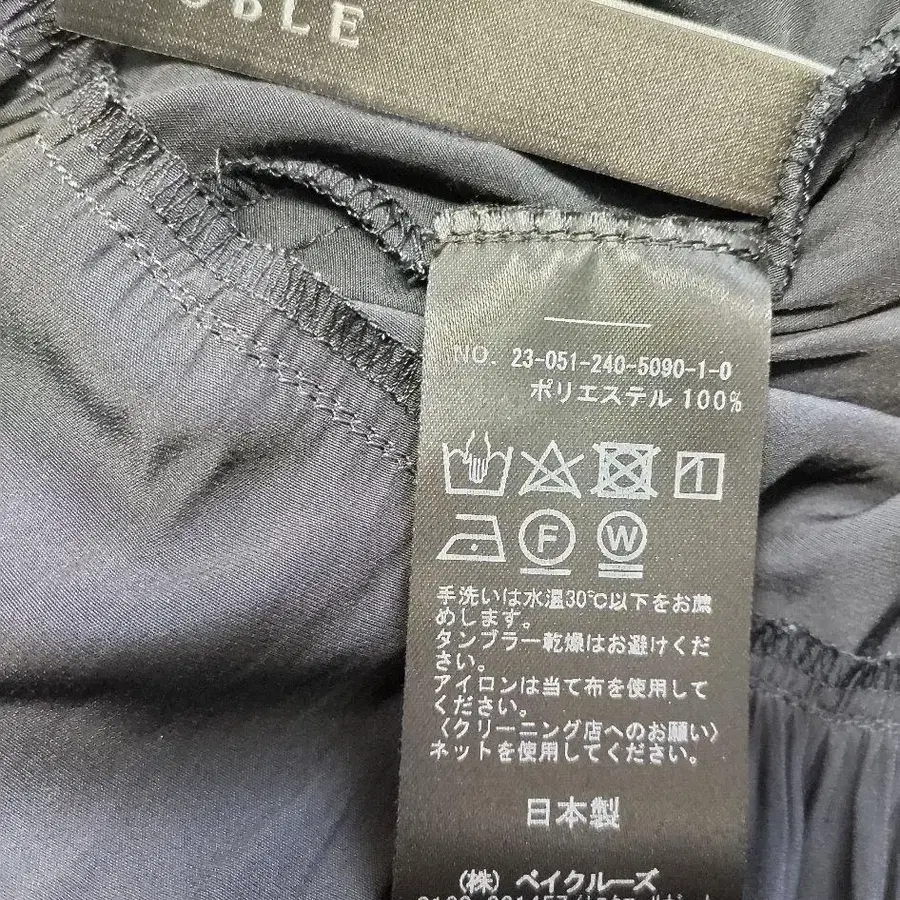 OBLE
NO. 23-051-240-5090-1-0
ポリエステル 100%
F W
手洗いは水温30℃以下をお薦
めします。
タンブラー乾燥はお避けくだ
さい。
アイロンは当て布を使用して
ください。
〈クリーニング店へのお願い〉
ネットを使用してください。
日本製
(株) ベイクルーズ